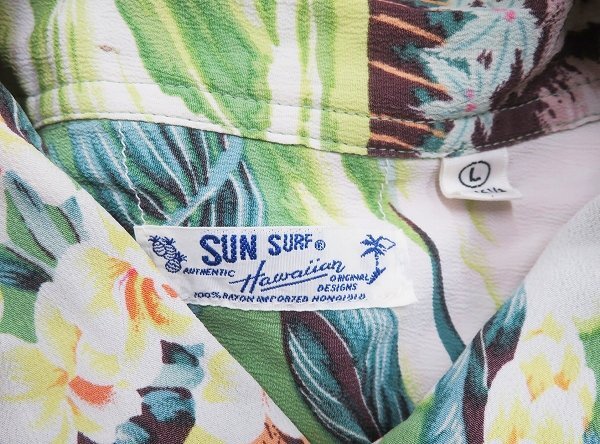 SUN SURF®
AUTHENTIC Hawaiian ORIGINAL
DESIGNS
100% RAYON IMPORTED HONOLULU
L